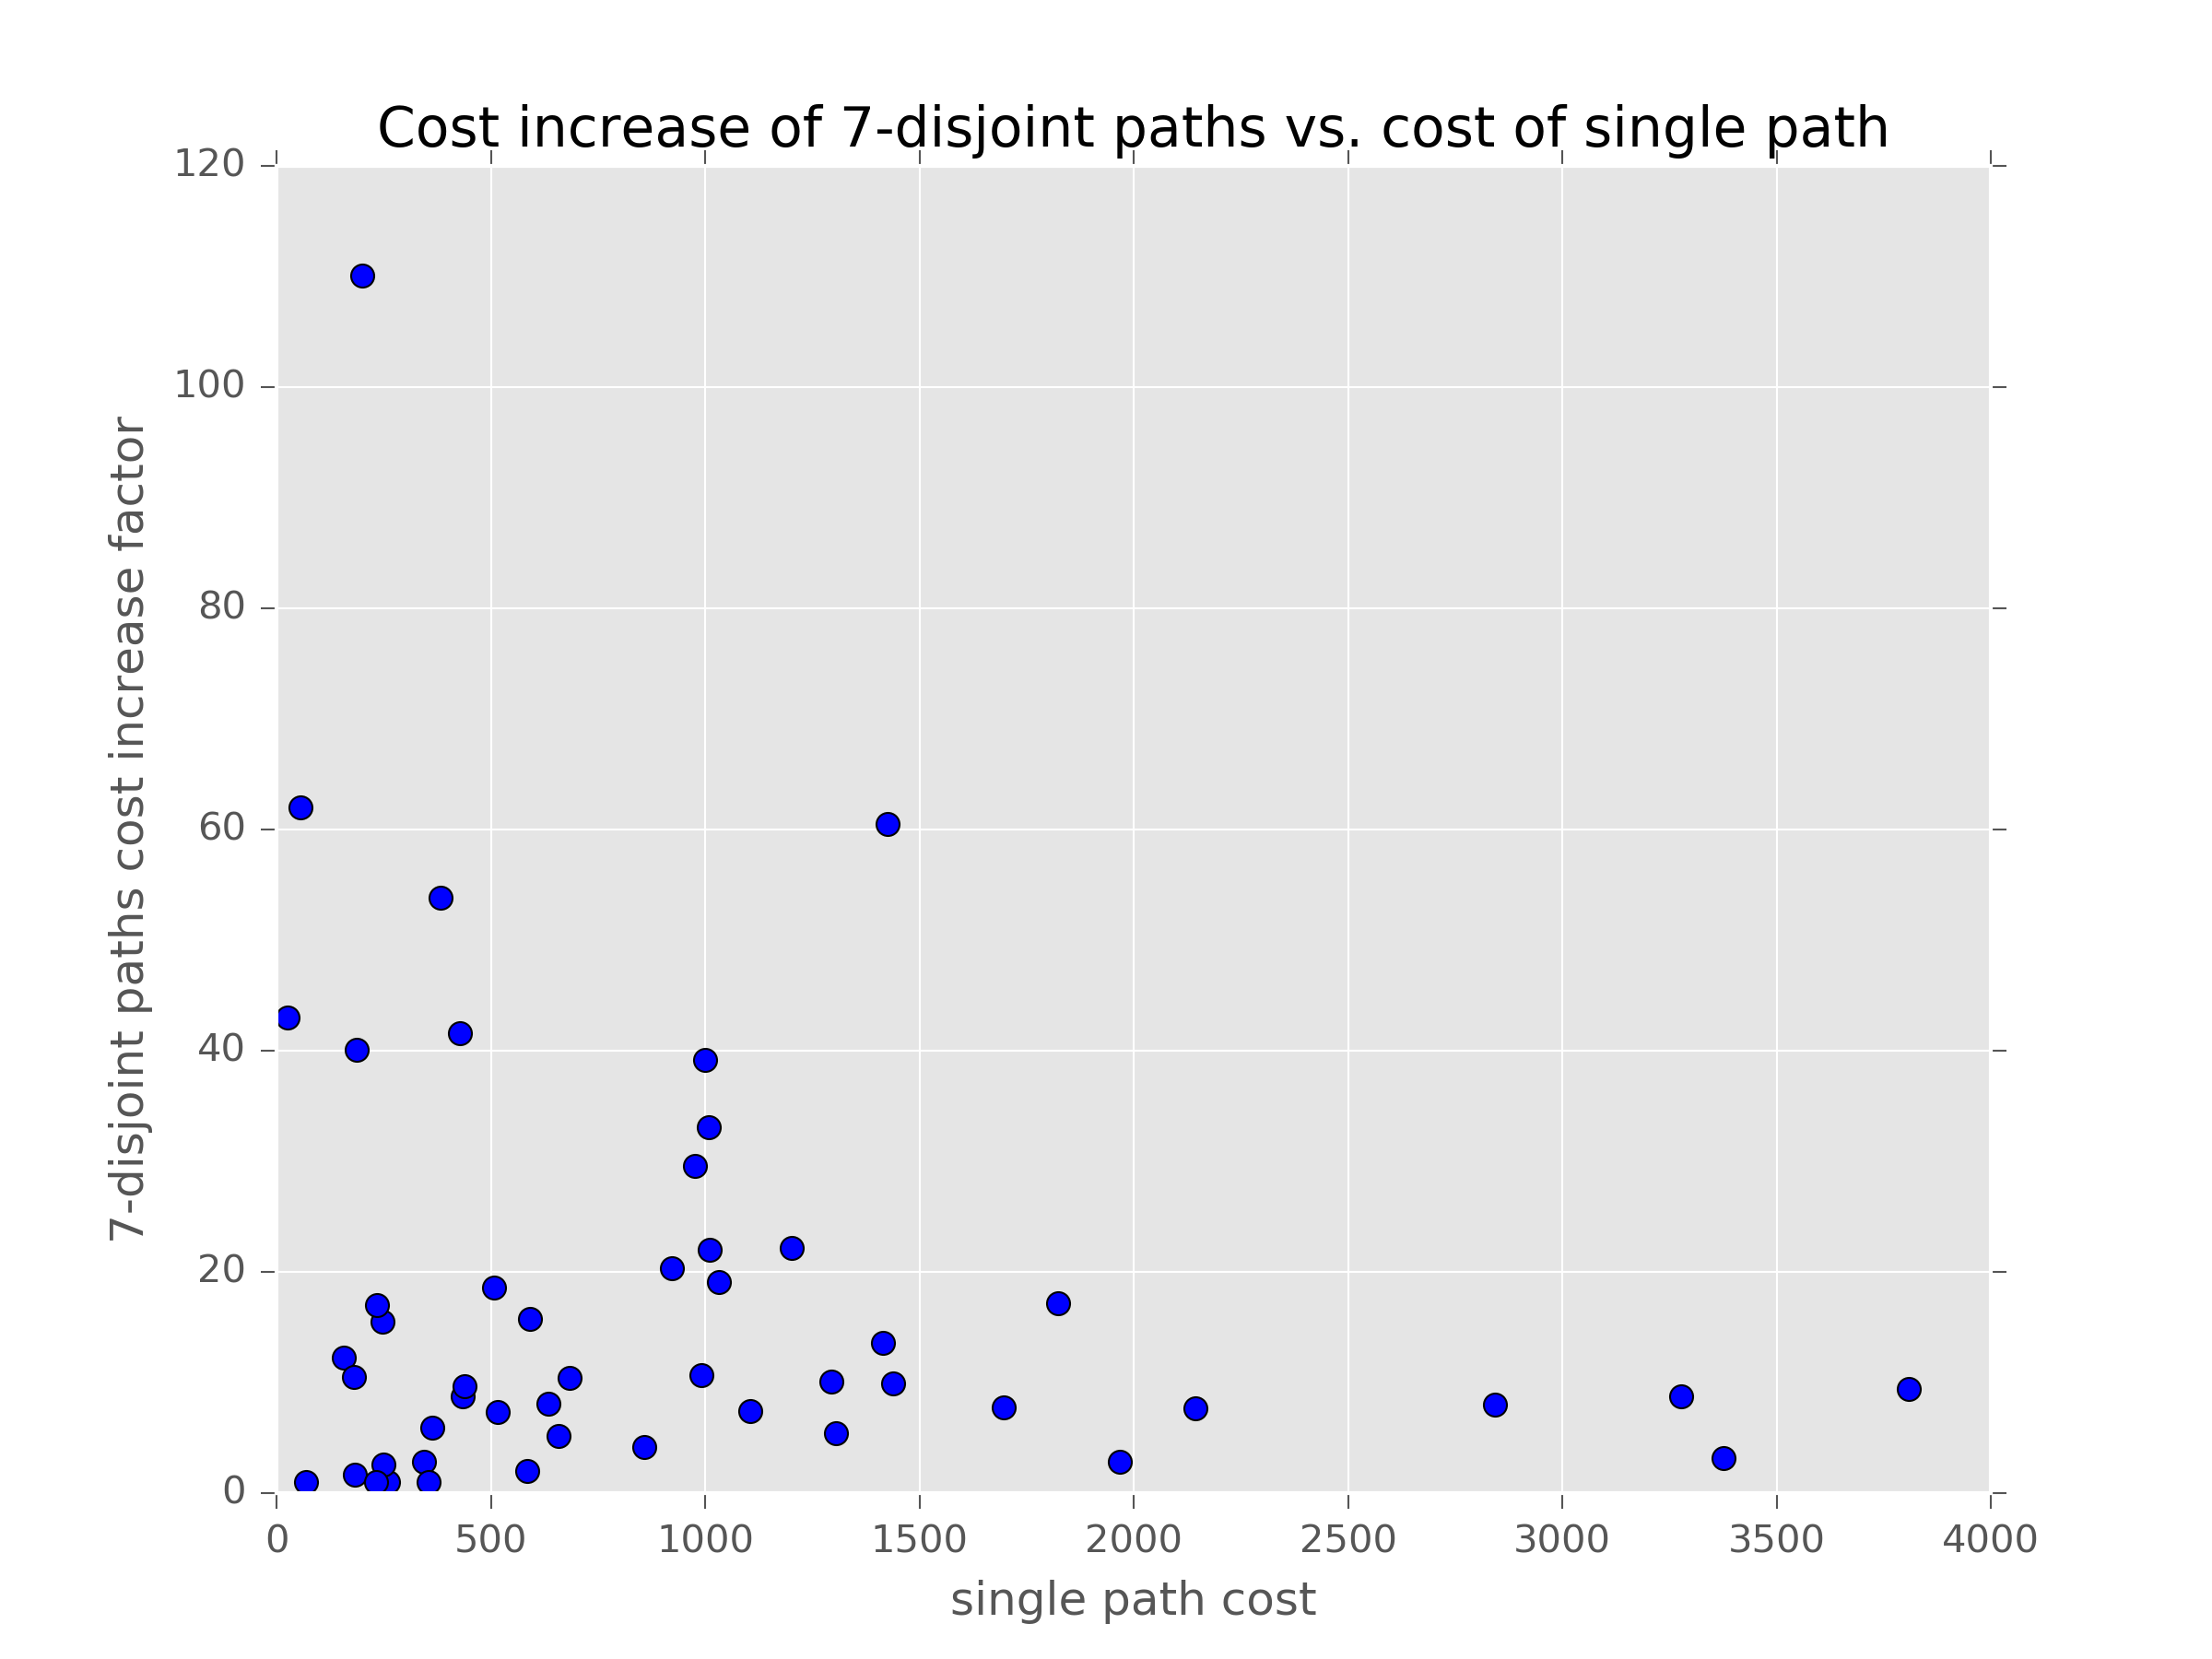 Cost increase of 7-disjoint paths vs. cost of single path
120
100
80
60
40
20
0
7-disjoint paths cost increase factor
0 500 1000 1500 2000 2500 3000 3500 4000
single path cost